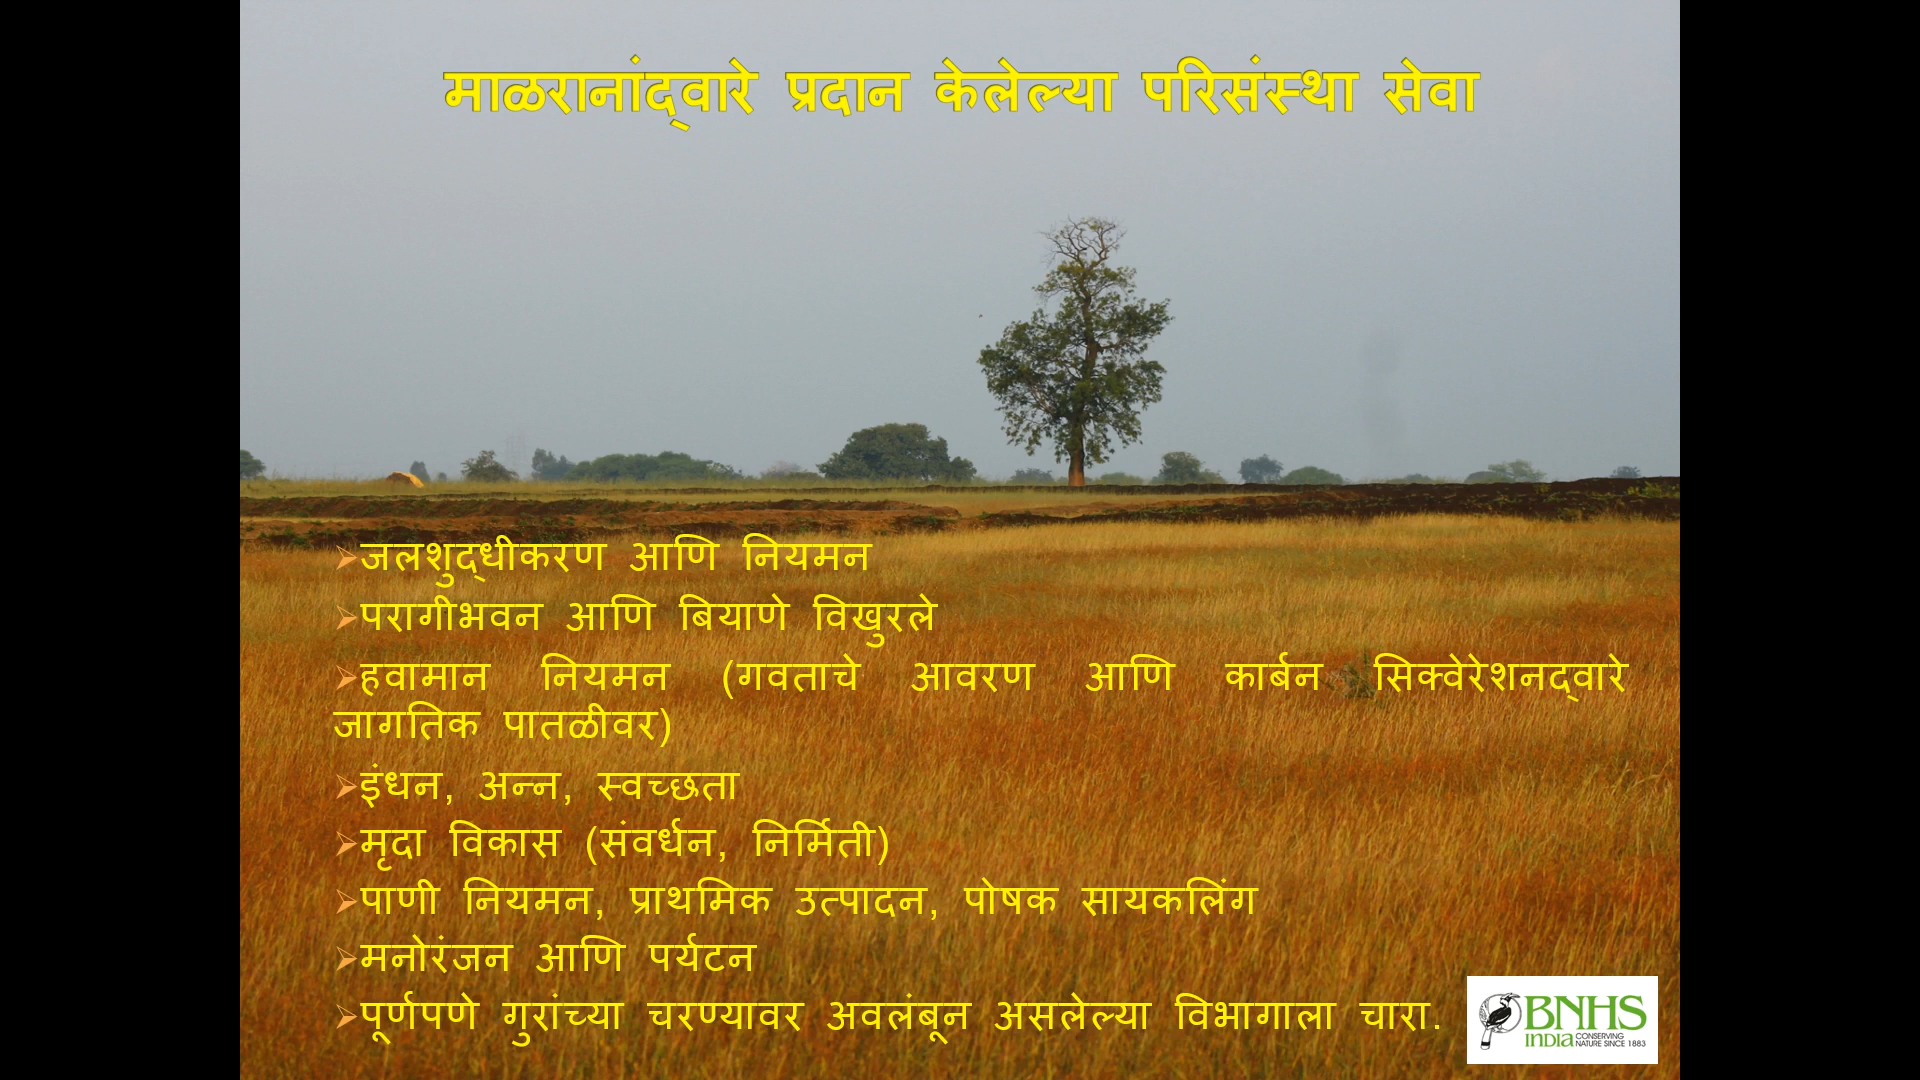 माळरानांद्वारे प्रदान केलेल्या परिसंस्था सेवा
➢जलशुद्धीकरण आणि नियमन
➢परागीभवन आणि बियाणे विखुरले
➢हवामान नियमन (गवताचे आवरण आणि कार्बन सिक्वेरेशनद्वारे
जागतिक पातळीवर)
➢इंधन, अन्न, स्वच्छता
➢मृदा विकास (संवर्धन, निर्मिती)
➢पाणी नियमन, प्राथमिक उत्पादन, पोषक सायकलिंग
➢मनोरंजन आणि पर्यटन
➢पूर्णपणे गुरांच्या चरण्यावर अवलंबून असलेल्या विभागाला चारा.
BNHS
INDIA CONSERVING
NATURE SINCE 1883